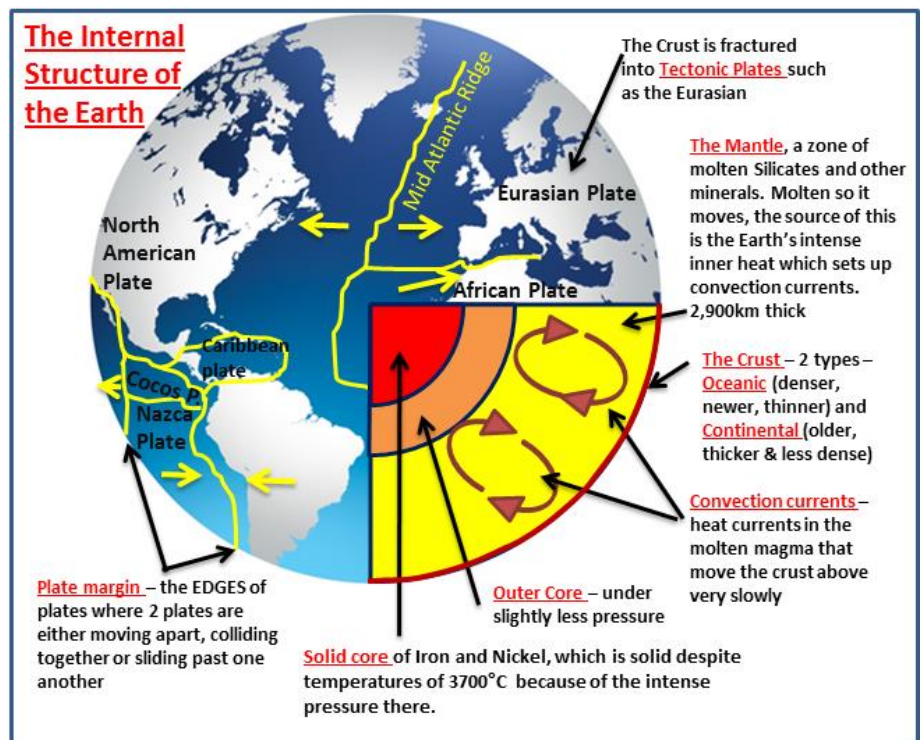 The Internal
Structure of
the Earth
The Crust is fractured
into Tectonic Plates such
as the Eurasian
Mid Atlantic Ridge
The Mantle, a zone of
molten Silicates and other
minerals. Molten so it
moves, the source of this
is the Earth's intense
inner heat which sets up
convection currents.
2,900km thick
Eurasian Plate
North
American
Plate
African Plate
Caribbean
plate
Cocos P.
Nazca
Plate
The Crust – 2 types –
Oceanic (denser,
newer, thinner) and
Continental (older,
thicker & less dense)
Convection currents –
heat currents in the
molten magma that
move the crust above
very slowly
Plate margin – the EDGES of
plates where 2 plates are
either moving apart, colliding
together or sliding past one
another
Outer Core – under
slightly less pressure
Solid core of Iron and Nickel, which is solid despite
temperatures of 3700°C because of the intense
pressure there.